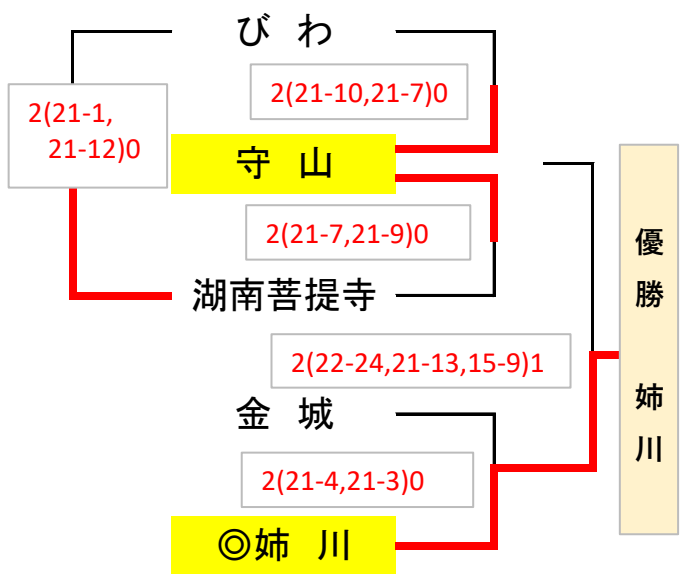 びわ
2(21-10,21-7)0
2(21-1,
21-12)0
守山
2(21-7,21-9)0
湖南菩提寺
2(22-24,21-13,15-9)1
金城
2(21-4,21-3)0
◎姉川
優勝 姉川